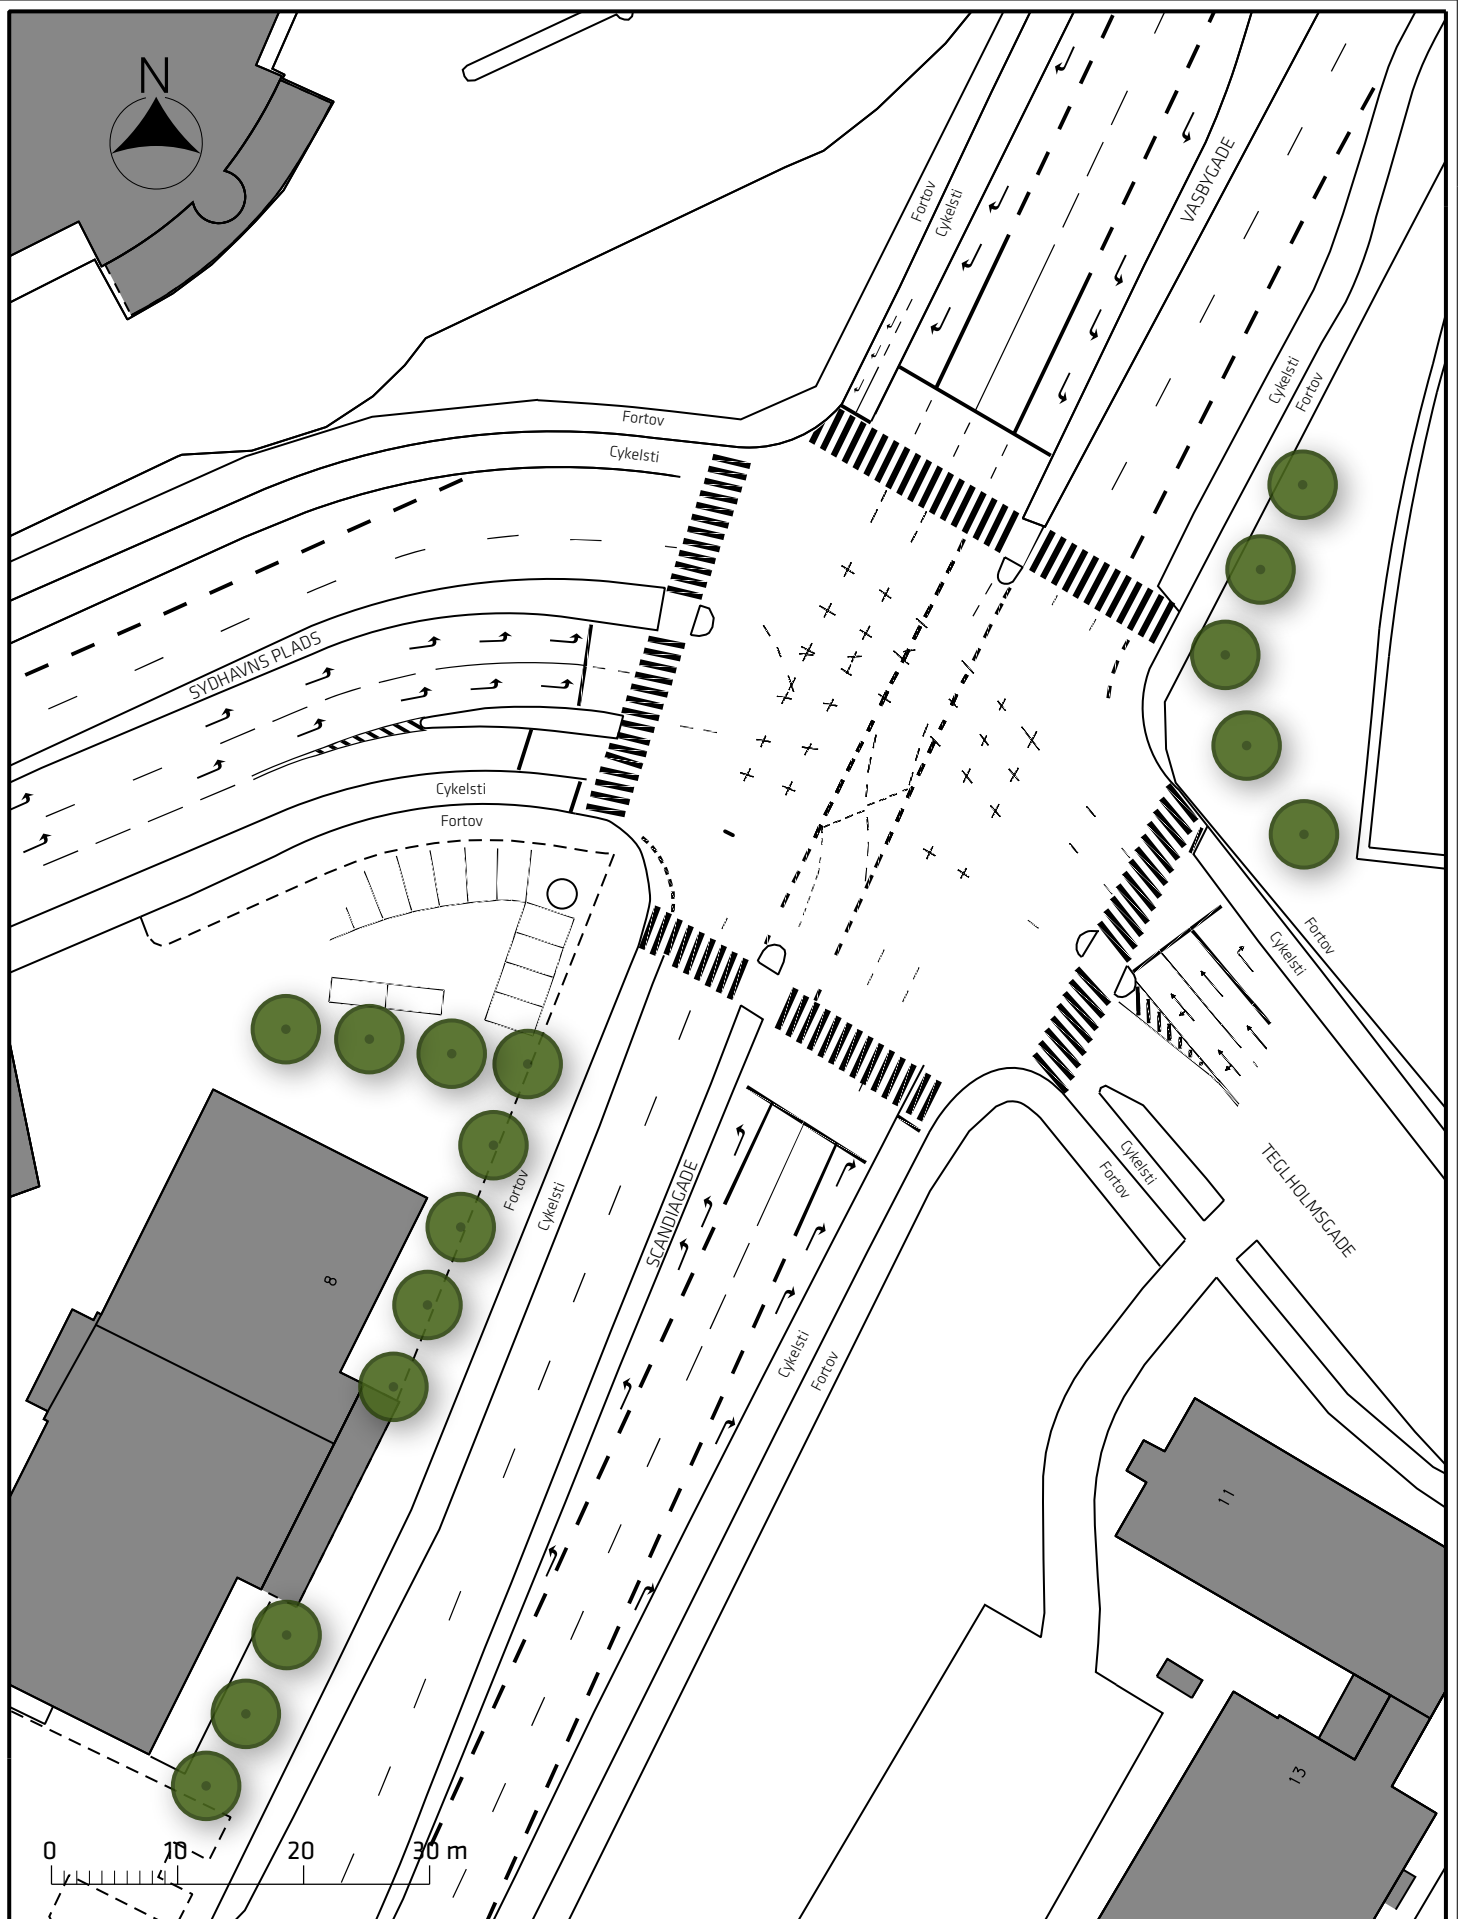 N
Fortov
Cykelsti
VASBYGADE
Cykelsti
Fortov
Fortov
Cykelsti
SYDHAVNS PLADS
Cykelsti
Fortov
Fortov
Cykelsti
TEGLHOLMSGADE
Cykelsti
Fortov
Fortov
Cykelsti
SCANDIAGADE
Cykelsti
Fortov
8
11
13
0 10 20 30 m